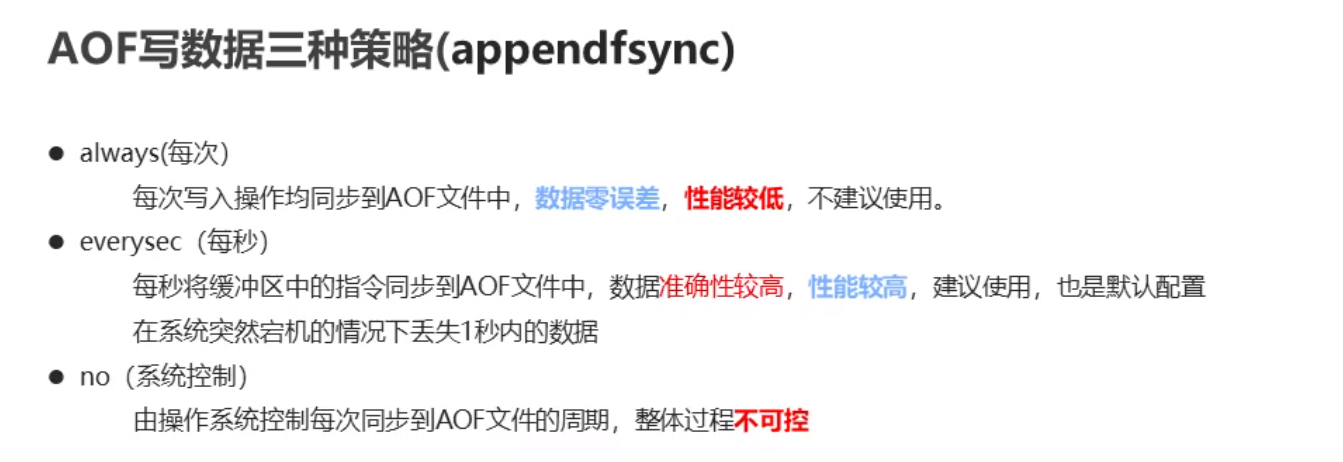 AOF写数据三种策略(appendfsync)
● always(每次）
每次写入操作均同步到AOF文件中，数据零误差，性能较低，不建议使用。
● everysec（每秒）
每秒将缓冲区中的指令同步到AOF文件中，数据准确性较高，性能较高，建议使用，也是默认配置
在系统突然宕机的情况下丢失1秒内的数据
● no（系统控制）
由操作系统控制每次同步到AOF文件的周期，整体过程不可控